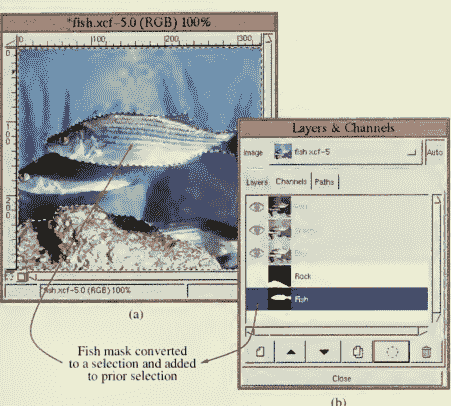 *fish.xcf-5.0 (RGB) 100%
0 |100 |200 |300
*fish.xcf-5.0 (RGB) 100%
(a)
Fish mask converted
to a selection and added
to prior selection
Layers & Channels
Image fish.xcf-5 Auto
Layers Channels Paths
Rock
Fish
Close
(b)